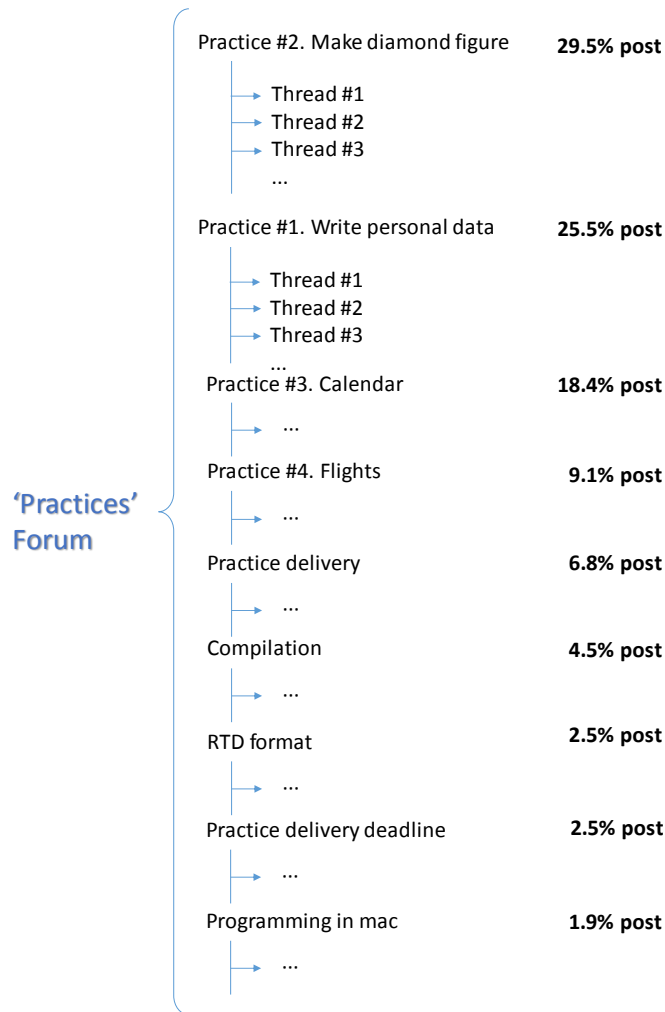 Practice #2. Make diamond figure 29.5% post
Thread #1
Thread #2
Thread #3
...
Practice #1. Write personal data 25.5% post
Thread #1
Thread #2
Thread #3
...
Practice #3. Calendar 18.4% post
...
Practice #4. Flights 9.1% post
...
‘Practices’
Forum
Practice delivery 6.8% post
...
Compilation 4.5% post
...
RTD format 2.5% post
...
Practice delivery deadline 2.5% post
...
Programming in mac 1.9% post
...